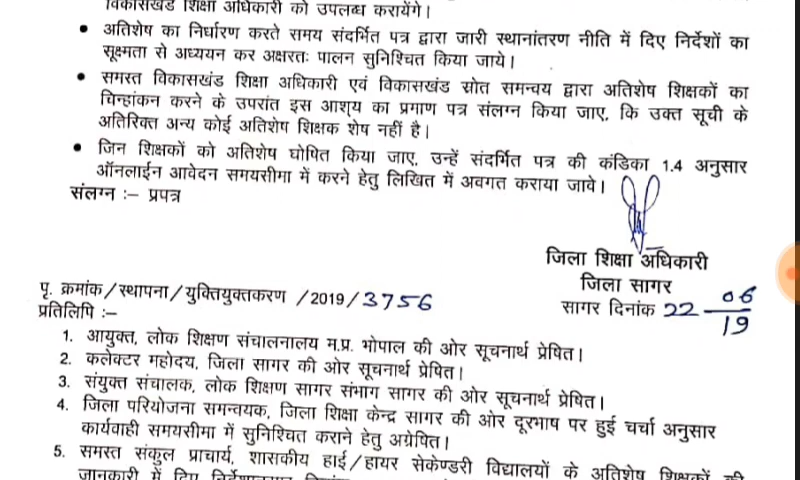 विकासखंड शिक्षा अधिकारी को उपलब्ध करायेंगे।
• अतिशेष का निर्धारण करते समय संदर्भित पत्र द्वारा जारी स्थानांतरण नीति में दिए निर्देशों का
सूक्ष्मता से अध्ययन कर अक्षरतः पालन सुनिश्चित किया जाये।
• समस्त विकासखंड शिक्षा अधिकारी एवं विकासखंड स्रोत समन्वय द्वारा अतिशेष शिक्षकों का
चिन्हांकन करने के उपरांत इस आश्य का प्रमाण पत्र संलग्न किया जाए, कि उक्त सूची के
अतिरिक्त अन्य कोई अतिशेष शिक्षक शेष नहीं है।
• जिन शिक्षकों को अतिशेष घोषित किया जाए, उन्हें संदर्भित पत्र की कंडिका 1.4 अनुसार
ऑनलाईन आवेदन समयसीमा में करने हेतु लिखित में अवगत कराया जावे।
संलग्न :– प्रपत्र
जिला शिक्षा अधिकारी
जिला सागर
सागर दिनांक 22 06/19
पृ. क्रमांक/स्थापना/युक्तियुक्तकरण /2019/3756
प्रतिलिपि :–
1. आयुक्त, लोक शिक्षण संचालनालय म.प्र. भोपाल की ओर सूचनार्थ प्रेषित।
2. कलेक्टर महोदय, जिला सागर की ओर सूचनार्थ प्रेषित।
3. संयुक्त संचालक, लोक शिक्षण सागर संभाग सागर की ओर सूचनार्थ प्रेषित।
4. जिला परियोजना समन्वयक, जिला शिक्षा केन्द्र सागर की ओर दूरभाष पर हुई चर्चा अनुसार
कार्यवाही समयसीमा में सुनिश्चित कराने हेतु अग्रेषित।
5. समस्त संकुल प्राचार्य, शासकीय हाई/हायर सेकेण्डरी विद्यालयों के अतिशेष शिक्षकों की
जानकारी में दिए